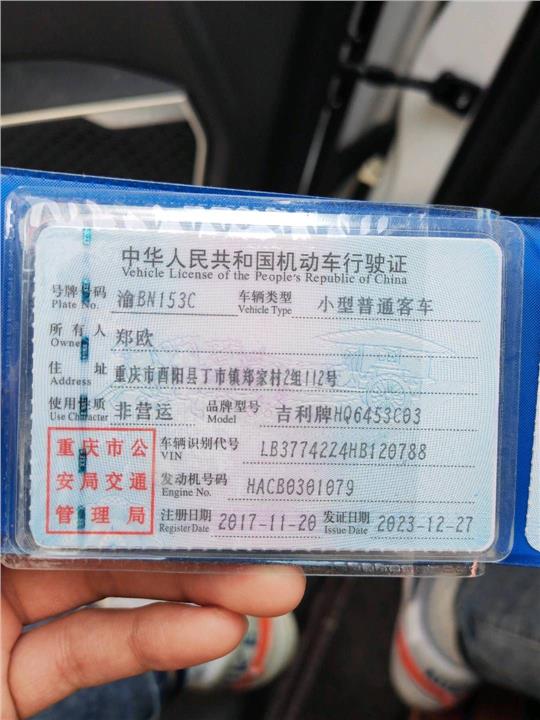 中华人民共和国机动车行驶证
Vehicle License of the People's Republic of China
号牌号码 渝BN153C 车辆类型 小型普通客车
Plate No. Vehicle Type
所有人 郑欧
Owner
住址 重庆市酉阳县丁市镇郑家村2组112号
Address
使用性质 非营运 品牌型号 吉利牌HQ6453C03
Use Character Model
重庆市公 车辆识别代号 LB37742Z4HB120788
VIN
安局交通 发动机号码 HACB0301079
Engine No.
管理局 注册日期 2017-11-20 发证日期 2023-12-27
Register Date Issue Date